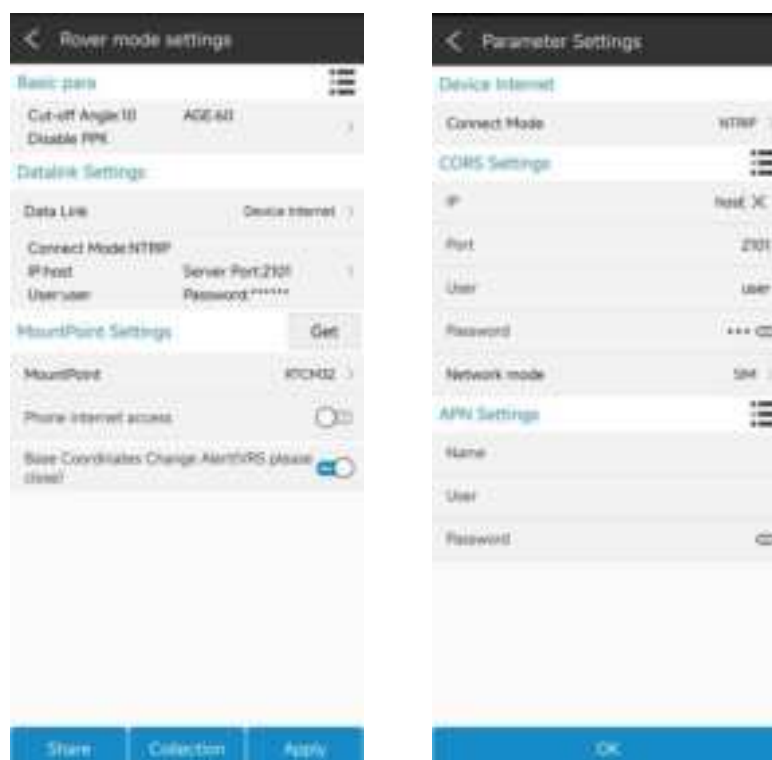 Rover mode settings
Basic para
Cut-off Angle:10 AGE:60
Disable PPK
Datalink Settings
Data Link Device Internet
Connect Mode:NTRIP
IP:host Server Port:2101
User:user Password:******
MountPoint Settings Get
MountPoint RTCM32
Phone internet access
Base Coordinates Change Alert(VRS please
close)
Share Collection Apply
Parameter Settings
Device Internet
Connect Mode NTRIP
CORS Settings
IP host
Port 2101
User user
Password ***
Network mode SIM
APN Settings
Name
User
Password
OK